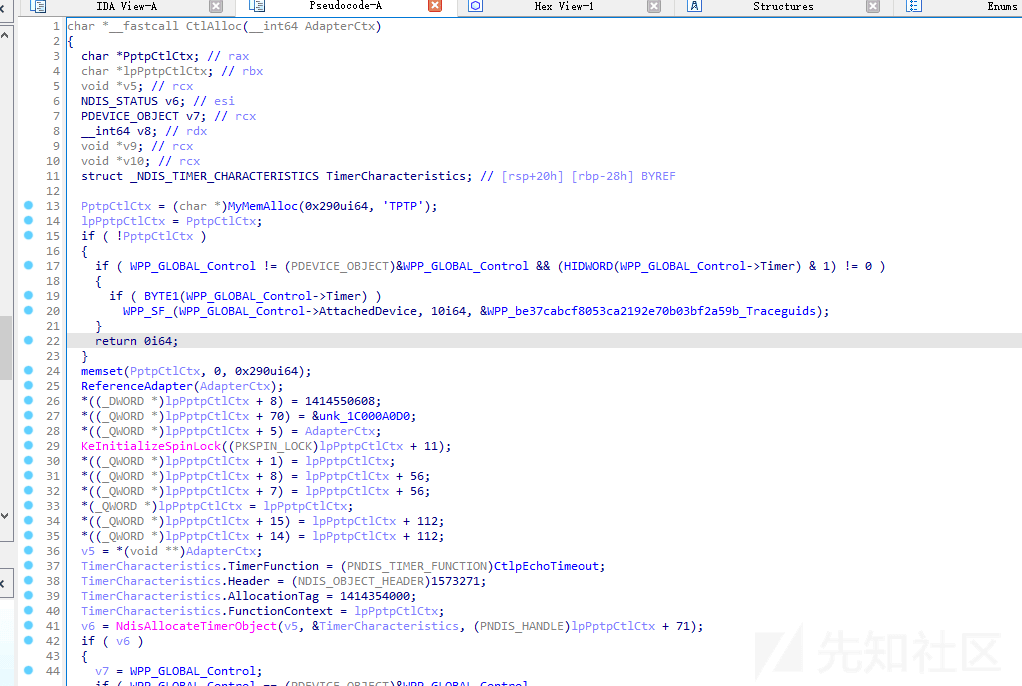 IDA View-A Pseudocode-A Hex View-1 Structures Enums
1 char *__fastcall CtlAlloc(__int64 AdapterCtx)
2 {
3 char *PptpCtlCtx; // rax
4 char *lpPptpCtlCtx; // rbx
5 void *v5; // rcx
6 NDIS_STATUS v6; // esi
7 PDEVICE_OBJECT v7; // rcx
8 __int64 v8; // rdx
9 void *v9; // rcx
10 void *v10; // rcx
11 struct _NDIS_TIMER_CHARACTERISTICS TimerCharacteristics; // [rsp+20h] [rbp-28h] BYREF
12
13 PptpCtlCtx = (char *)MyMemAlloc(0x290ui64, 'TPTP');
14 lpPptpCtlCtx = PptpCtlCtx;
15 if ( !PptpCtlCtx )
16 {
17 if ( WPP_GLOBAL_Control != (PDEVICE_OBJECT)&WPP_GLOBAL_Control && (HIDWORD(WPP_GLOBAL_Control->Timer) & 1) != 0 )
18 {
19 if ( BYTE1(WPP_GLOBAL_Control->Timer) )
20 WPP_SF_(WPP_GLOBAL_Control->AttachedDevice, 10i64, &WPP_be37cabcf8053ca2192e70b03bf2a59b_Traceguids);
21 }
22 return 0i64;
23 }
24 memset(PptpCtlCtx, 0, 0x290ui64);
25 ReferenceAdapter(AdapterCtx);
26 *((_DWORD *)lpPptpCtlCtx + 8) = 1414550608;
27 *((_QWORD *)lpPptpCtlCtx + 70) = &unk_1C000A0D0;
28 *((_QWORD *)lpPptpCtlCtx + 5) = AdapterCtx;
29 KeInitializeSpinLock((PKSPIN_LOCK)lpPptpCtlCtx + 11);
30 *((_QWORD *)lpPptpCtlCtx + 1) = lpPptpCtlCtx;
31 *((_QWORD *)lpPptpCtlCtx + 8) = lpPptpCtlCtx + 56;
32 *((_QWORD *)lpPptpCtlCtx + 7) = lpPptpCtlCtx + 56;
33 *(_QWORD *)lpPptpCtlCtx = lpPptpCtlCtx;
34 *((_QWORD *)lpPptpCtlCtx + 15) = lpPptpCtlCtx + 112;
35 *((_QWORD *)lpPptpCtlCtx + 14) = lpPptpCtlCtx + 112;
36 v5 = *(void **)AdapterCtx;
37 TimerCharacteristics.TimerFunction = (PNDIS_TIMER_FUNCTION)CtlpEchoTimeout;
38 TimerCharacteristics.Header = (NDIS_OBJECT_HEADER)1573271;
39 TimerCharacteristics.AllocationTag = 1414354000;
40 TimerCharacteristics.FunctionContext = lpPptpCtlCtx;
41 v6 = NdisAllocateTimerObject(v5, &TimerCharacteristics, (PNDIS_HANDLE)lpPptpCtlCtx + 71);
42 if ( v6 )
43 {
44 v7 = WPP_GLOBAL_Control;
if ( WPP_GLOBAL_Control == (PDEVICE_OBJECT)&WPP_GLOBAL_Control
先知社区